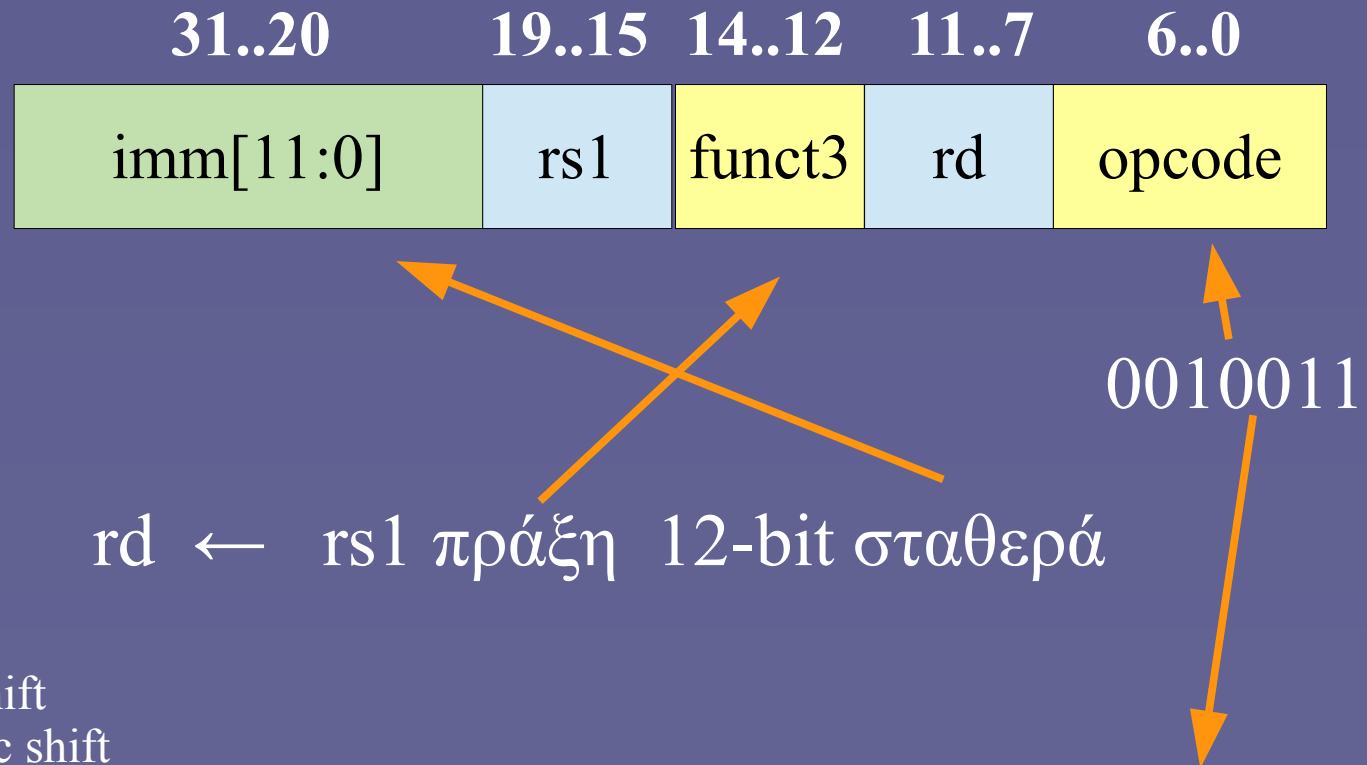 31..20 19..15 14..12 11..7 6..0
imm[11:0] rs1 funct3 rd opcode
0010011
rd ← rs1 πράξη 12-bit σταθερά
shift